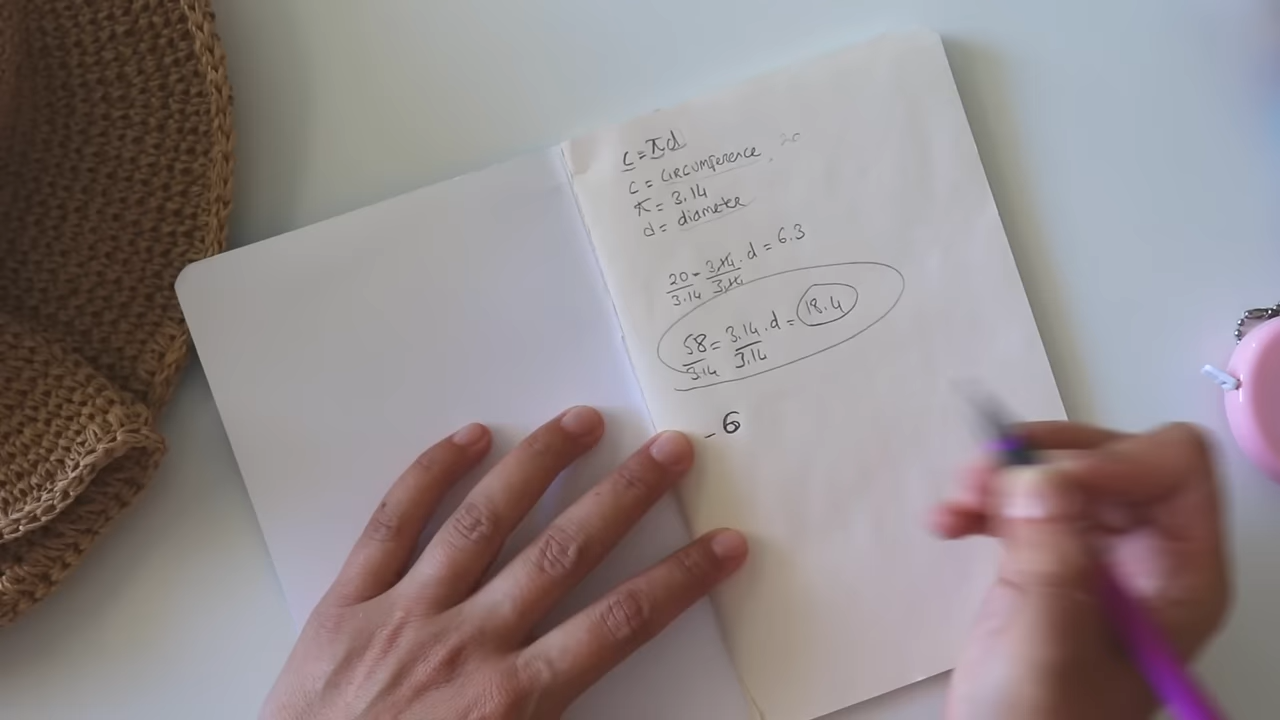 C = πd
C = CIRCUMFERENCE, 20
π = 3.14
d = diameter
20/3.14 = 3.14/3.14 . d = 6.3
58/3.14 = 3.14/3.14 . d = 18.4
- 6